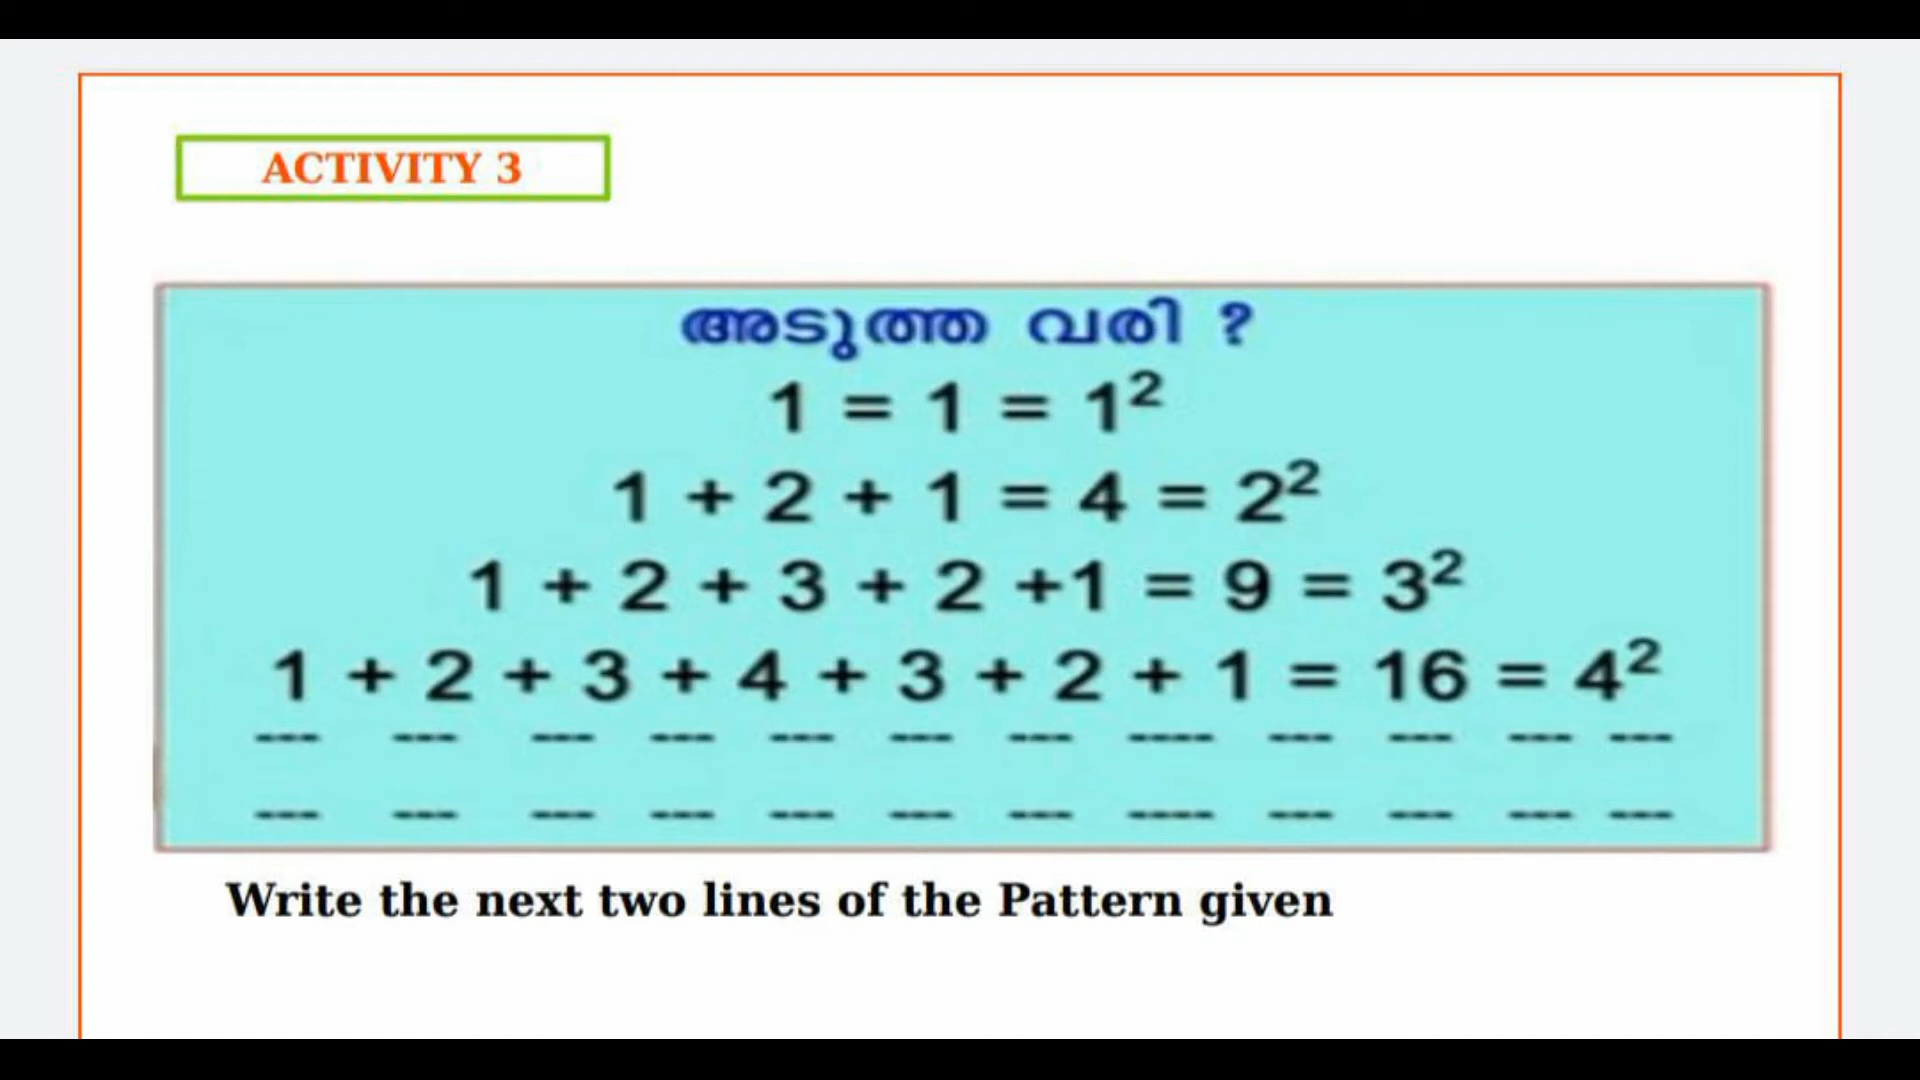 ACTIVITY 3
അടുത്ത വരി ?
1 = 1 = 1²
1 + 2 + 1 = 4 = 2²
1 + 2 + 3 + 2 +1 = 9 = 3²
1 + 2 + 3 + 4 + 3 + 2 + 1 = 16 = 4²
--- --- --- --- --- --- --- ---- --- --- --- ---
--- --- --- --- --- --- --- ---- --- --- --- ---
Write the next two lines of the Pattern given